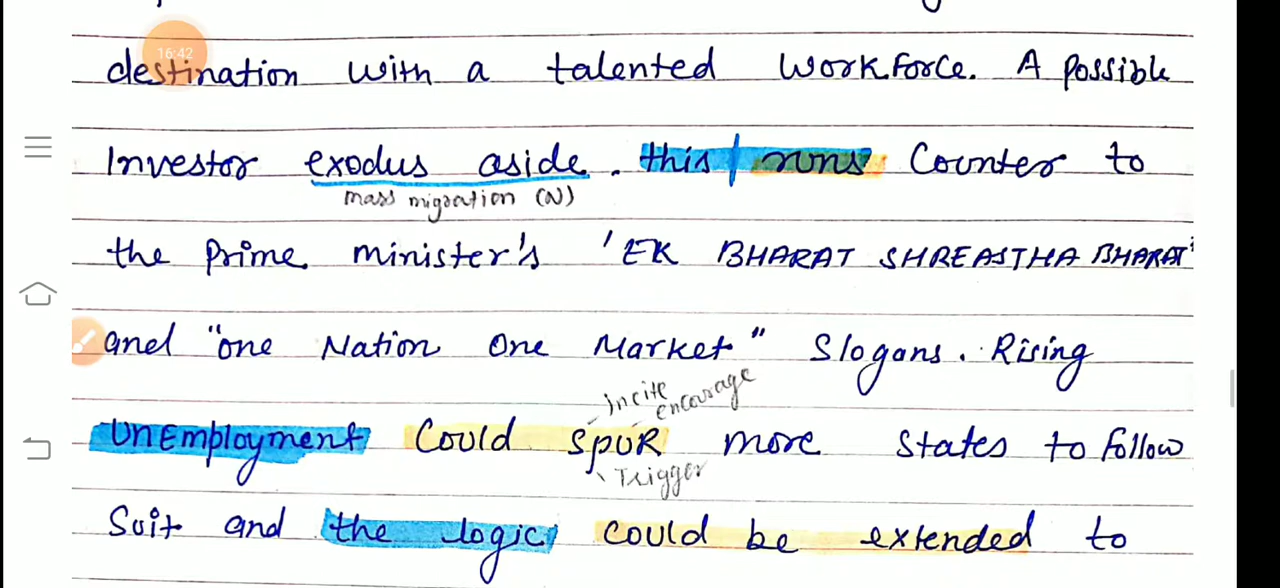 16:42
destination with a talented workforce. A possible
Investor exodus aside. this runs Counter to
mass migration (N)
the prime minister's 'EK BHARAT SHREASTHA BHARAT'
and "one Nation One Market" Slogans. Rising
incite
encourage
UnEmployment Could SPUR more states to follow
Trigger
Suit and the logic could be extended to